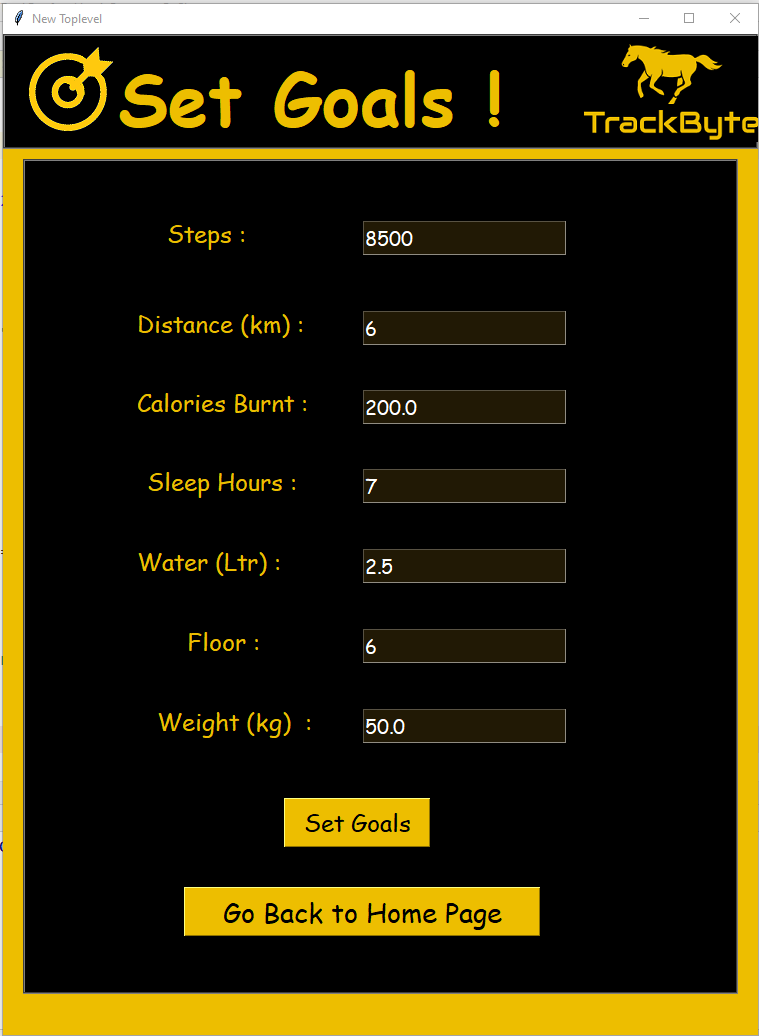 New Toplevel
Set Goals !
TrackByte
Steps : 8500
Distance (km) : 6
Calories Burnt : 200.0
Sleep Hours : 7
Water (Ltr) : 2.5
Floor : 6
Weight (kg)  : 50.0
Set Goals
Go Back to Home Page